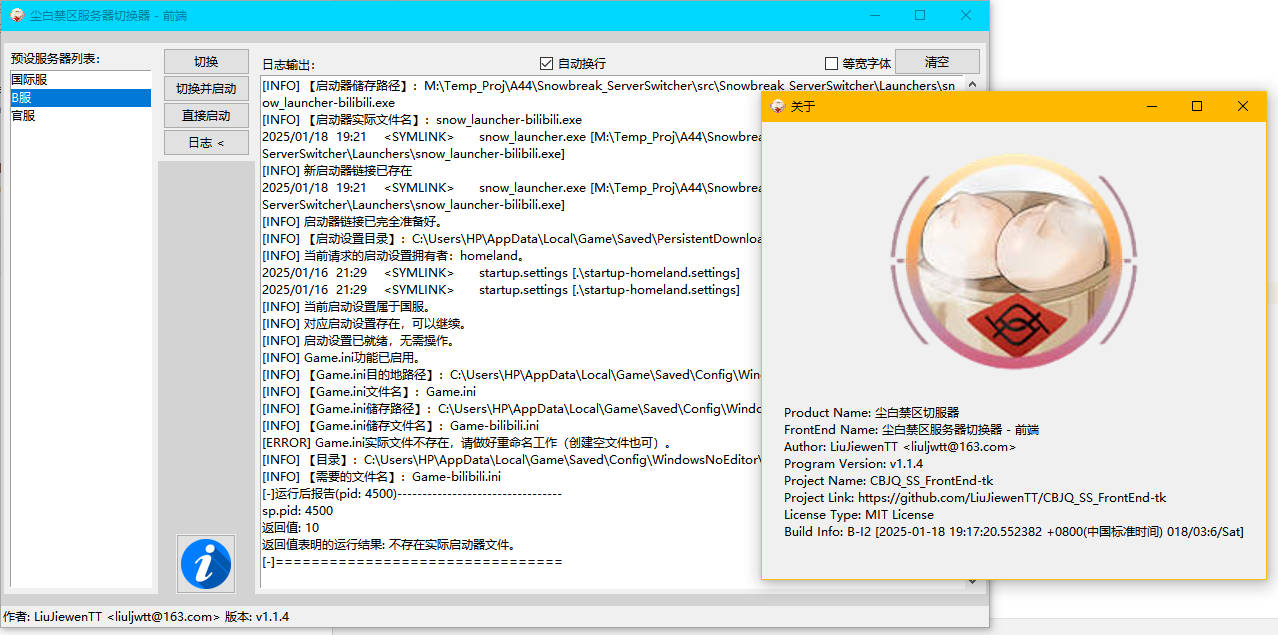 尘白禁区服务器切换器 - 前端
预设服务器列表:
国际服
B服
官服
切换
切换并启动
直接启动
日志 <
日志输出:
自动换行
等宽字体
清空
[INFO] 【启动器储存路径】: M:\Temp_Proj\A44\Snowbreak_ServerSwitcher\src\Snowbreak_ServerSwitcher\Launchers\sn
ow_launcher-bilibili.exe
[INFO] 【启动器实际文件名】: snow_launcher-bilibili.exe
2025/01/18 19:21 <SYMLINK> snow_launcher.exe [M:\Temp_Proj\A44\Snowbrea
ServerSwitcher\Launchers\snow_launcher-bilibili.exe]
[INFO] 新启动器链接已存在
2025/01/18 19:21 <SYMLINK> snow_launcher.exe [M:\Temp_Proj\A44\Snowbrea
ServerSwitcher\Launchers\snow_launcher-bilibili.exe]
[INFO] 启动器链接已完全准备好。
[INFO] 【启动设置目录】: C:\Users\HP\AppData\Local\Game\Saved\PersistentDownloa
[INFO] 当前请求的启动设置拥有者: homeland。
2025/01/16 21:29 <SYMLINK> startup.settings [.\startup-homeland.settings]
2025/01/16 21:29 <SYMLINK> startup.settings [.\startup-homeland.settings]
[INFO] 当前启动设置属于国服。
[INFO] 对应启动设置存在，可以继续。
[INFO] 启动设置已就绪，无需操作。
[INFO] Game.ini功能已启用。
[INFO] 【Game.ini目的地路径】: C:\Users\HP\AppData\Local\Game\Saved\Config\Win
[INFO] 【Game.ini文件名】: Game.ini
[INFO] 【Game.ini储存路径】: C:\Users\HP\AppData\Local\Game\Saved\Config\Windo
[INFO] 【Game.ini储存文件名】: Game-bilibili.ini
[ERROR] Game.ini实际文件不存在，请做好重命名工作（创建空文件也可）。
[INFO] 【目录】: C:\Users\HP\AppData\Local\Game\Saved\Config\WindowsNoEditor\
[INFO] 【需要的文件名】: Game-bilibili.ini
[-]运行后报告(pid: 4500)---------------------------------
sp.pid: 4500
返回值: 10
返回值表明的运行结果: 不存在实际启动器文件。
[-]================================
作者: LiuJiewenTT <liuljwtt@163.com> 版本: v1.1.4
关于
Product Name: 尘白禁区切服器
FrontEnd Name: 尘白禁区服务器切换器 - 前端
Author: LiuJiewenTT <liuljwtt@163.com>
Program Version: v1.1.4
Project Name: CBJQ_SS_FrontEnd-tk
Project Link: https://github.com/LiuJiewenTT/CBJQ_SS_FrontEnd-tk
License Type: MIT License
Build Info: B-I2 [2025-01-18 19:17:20.552382 +0800(中国标准时间) 018/03:6/Sat]